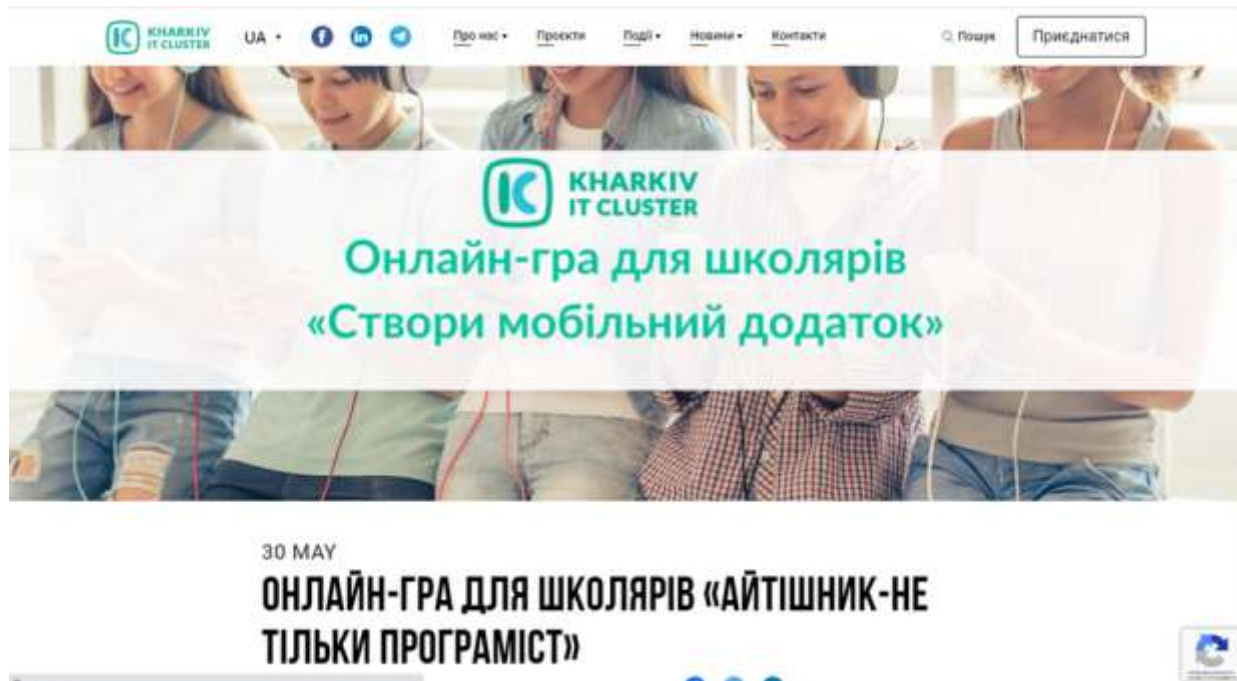 KHARKIV
IT CLUSTER
UA
Про нас
Проєкти
Події
Новини
Контакти
Пошук
Приєднатися
KHARKIV
IT CLUSTER
Онлайн-гра для школярів
«Створи мобільний додаток»
30 MAY
ОНЛАЙН-ГРА ДЛЯ ШКОЛЯРІВ «АЙТІШНИК-НЕ
ТІЛЬКИ ПРОГРАМІСТ»